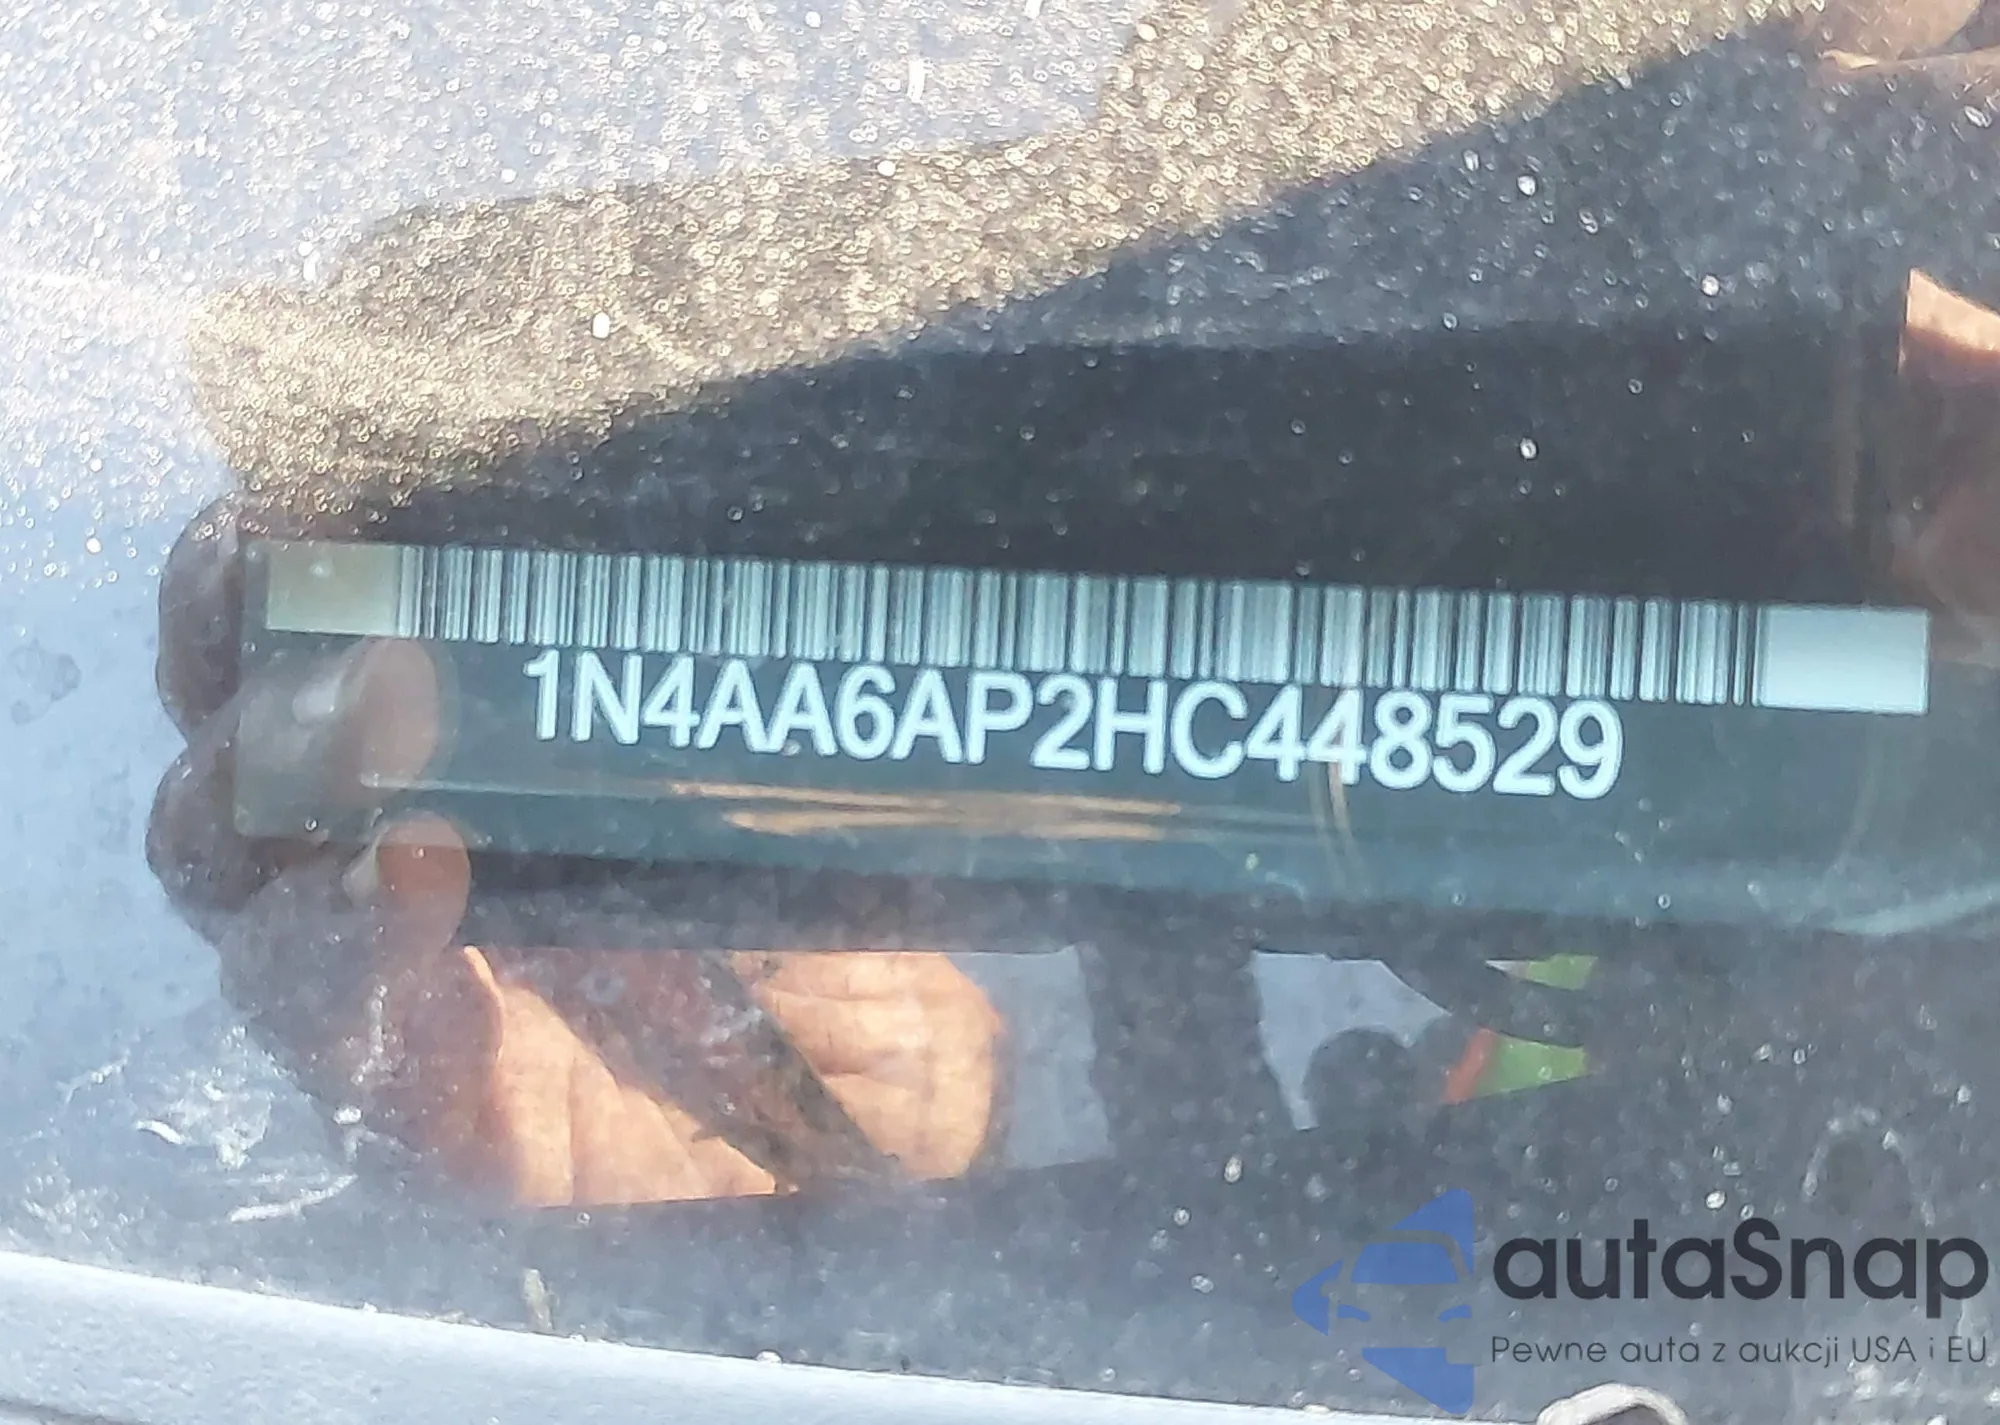 1N4AA6AP2HC448529
autaSnap
Pewne auta z aukcji USA i EU